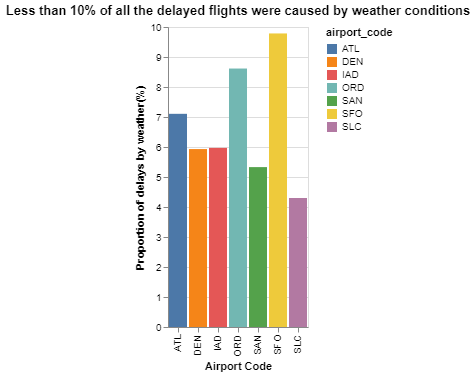 Less than 10% of all the delayed flights were caused by weather conditions
airport_code
ATL
DEN
IAD
ORD
SAN
SFO
SLC
Proportion of delays by weather(%)
10
9
8
7
6
5
4
3
2
1
0
ATL
DEN
IAD
ORD
SAN
SFO
SLC
Airport Code